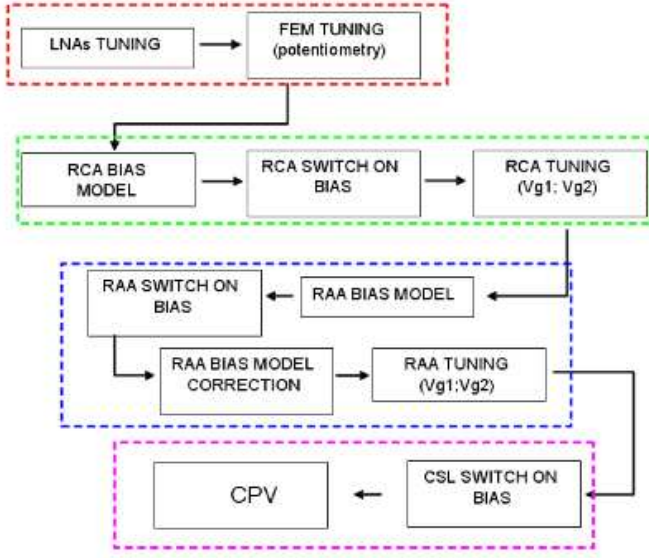 LNAs TUNING
FEM TUNING
(potentiometry)
RCA BIAS
MODEL
RCA SWITCH ON
BIAS
RCA TUNING
(Vg1; Vg2)
RAA SWITCH ON
BIAS
RAA BIAS MODEL
RAA BIAS MODEL
CORRECTION
RAA TUNING
(Vg1;Vg2)
CPV
CSL SWITCH ON
BIAS